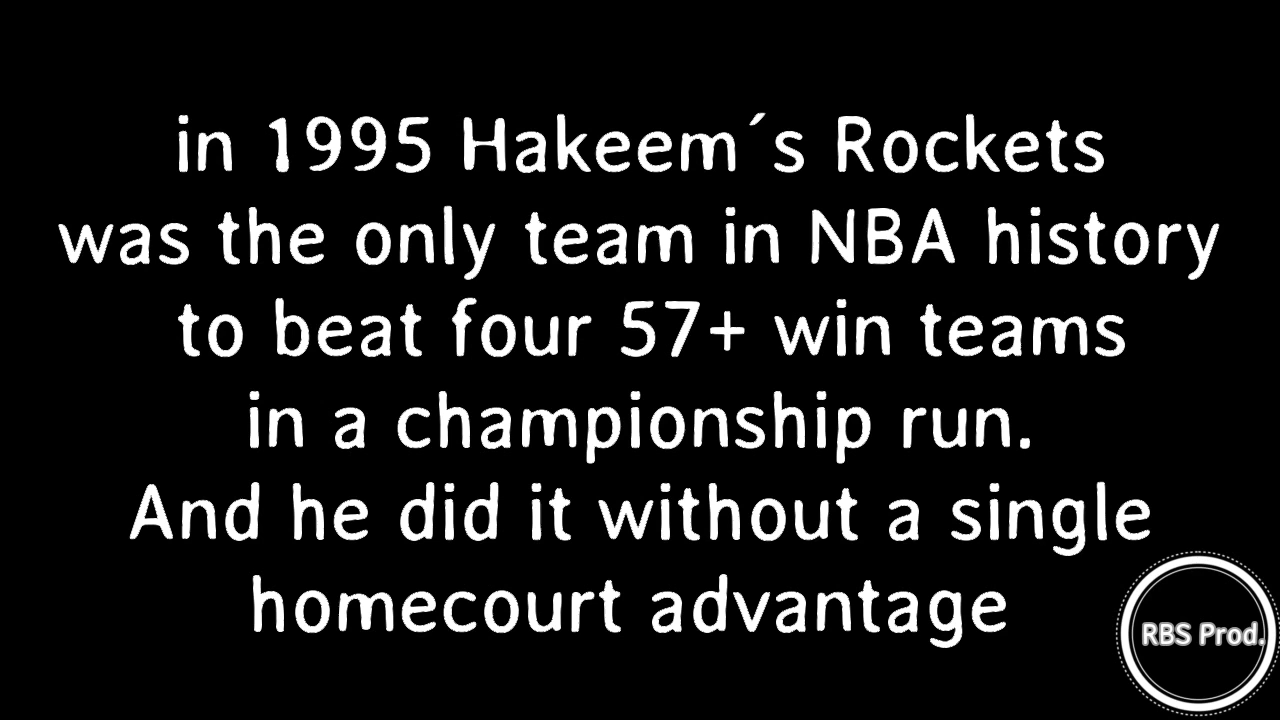 in 1995 Hakeem´s Rockets
was the only team in NBA history
to beat four 57+ win teams
in a championship run.
And he did it without a single
homecourt advantage
RBS Prod.